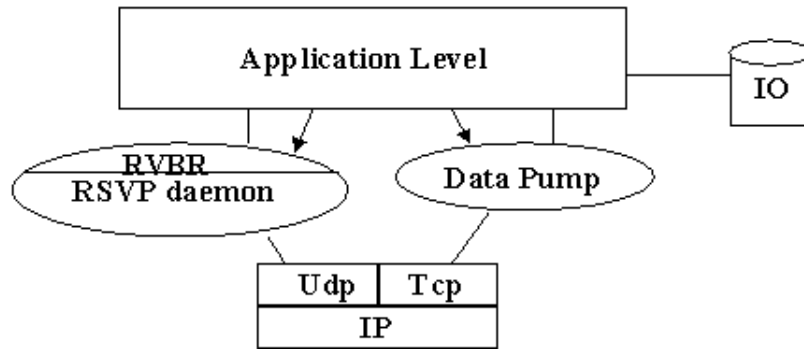 Application Level
IO
RVBR
RSVP daemon
Data Pump
Udp
Tcp
IP